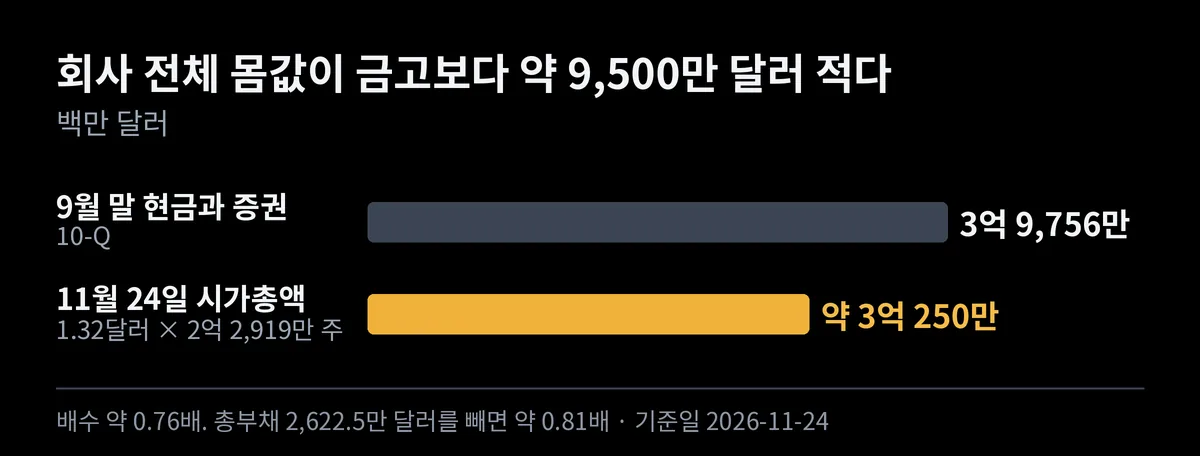 회사 전체 몸값이 금고보다 약 9,500만 달러 적다
백만 달러
9월 말 현금과 증권
10-Q
3억 9,756만
11월 24일 시가총액
1.32달러 × 2억 2,919만 주
약 3억 250만
배수 약 0.76배. 총부채 2,622.5만 달러를 빼면 약 0.81배 · 기준일 2026-11-24